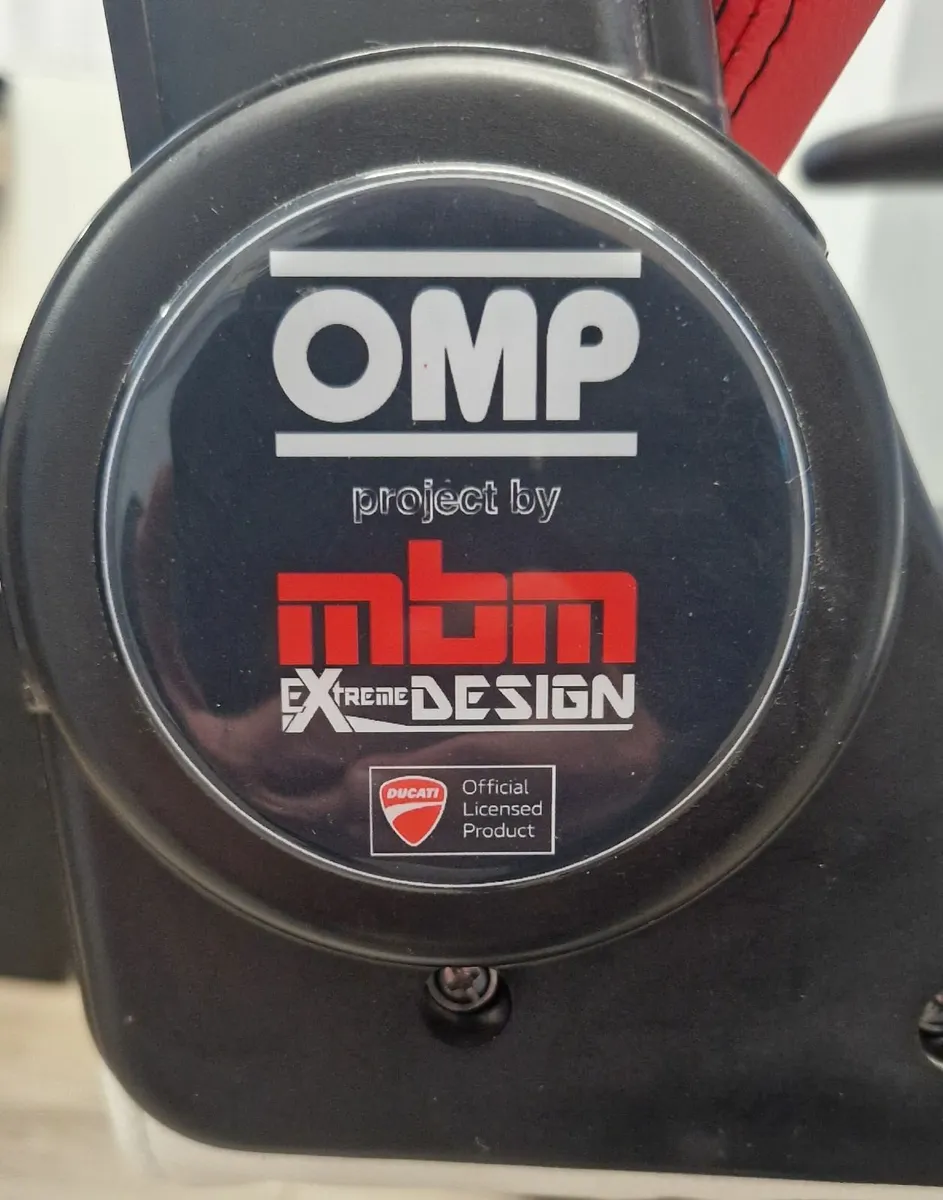 OMP
project by
mbm
EXtreme DESIGN
DUCATI
Official
Licensed
Product